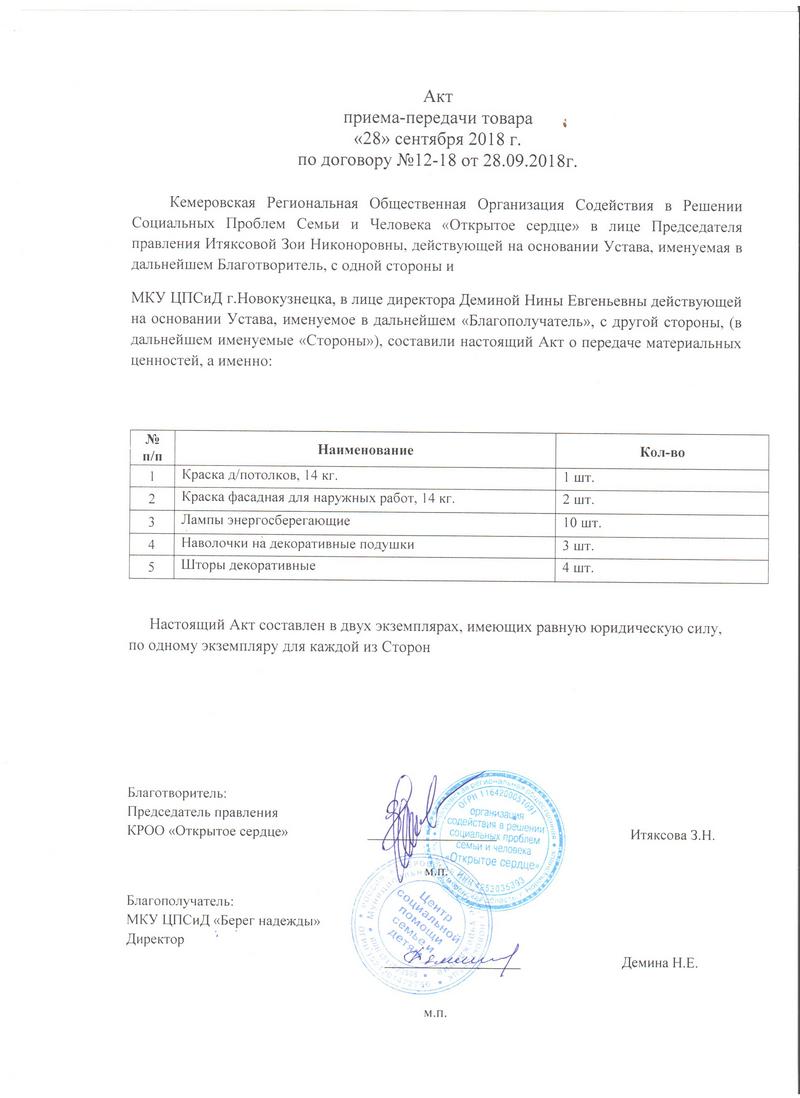 Акт
приема-передачи товара
«28» сентября 2018 г.
по договору №12-18 от 28.09.2018г.
Кемеровская Региональная Общественная Организация Содействия в Решении
Социальных Проблем Семьи и Человека «Открытое сердце» в лице Председателя
правления Итяксовой Зои Никоноровны, действующей на основании Устава, именуемая в
дальнейшем Благотворитель, с одной стороны и
МКУ ЦПСиД г.Новокузнецка, в лице директора Деминой Нины Евгеньевны действующей
на основании Устава, именуемое в дальнейшем «Благополучатель», с другой стороны, (в
дальнейшем именуемые «Стороны»), составили настоящий Акт о передаче материальных
ценностей, а именно:
№ п/п Наименование Кол-во
1 Краска д/потолков, 14 кг. 1 шт.
2 Краска фасадная для наружных работ, 14 кг. 2 шт.
3 Лампы энергосберегающие 10 шт.
4 Наволочки на декоративные подушки 3 шт.
5 Шторы декоративные 4 шт.
Настоящий Акт составлен в двух экземплярах, имеющих равную юридическую силу,
по одному экземпляру для каждой из Сторон
Благотворитель:
Председатель правления
КРОО «Открытое сердце»
Итяксова З.Н.
организация
содействия в решении
социальных проблем
семьи и человека
«Открытое сердце»
м.п.
Благополучатель:
МКУ ЦПСиД «Берег надежды»
Директор
Центр
социальной
помощи
семье и
детям
Демина Н.Е.
м.п.